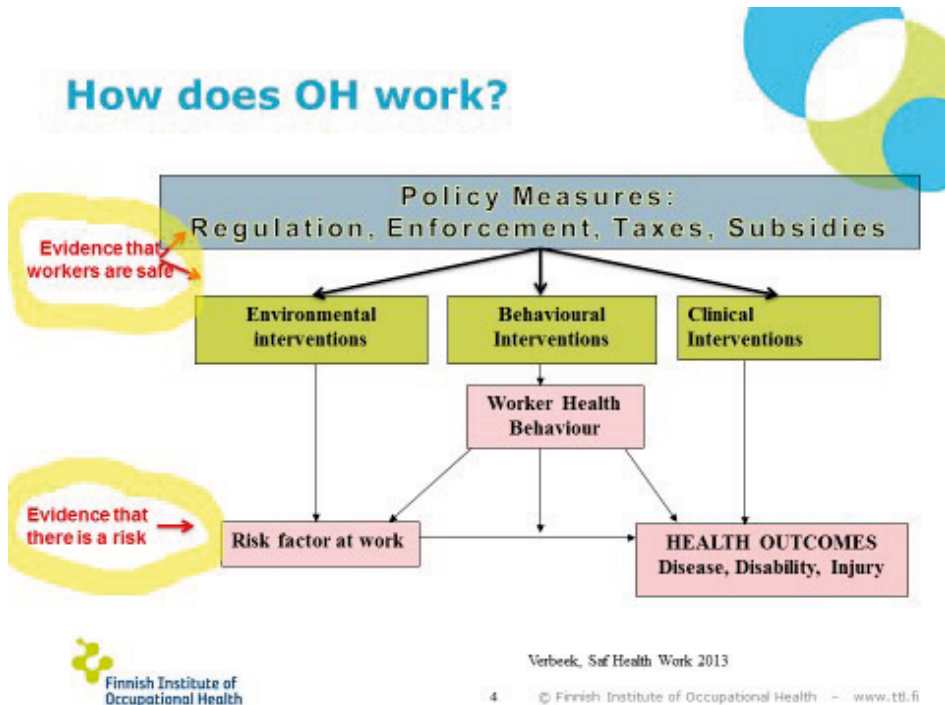 How does OH work?
Policy Measures:
Regulation, Enforcement, Taxes, Subsidies
Evidence that
workers are safe
Environmental
interventions
Behavioural
Interventions
Clinical
Interventions
Worker Health
Behaviour
Evidence that
there is a risk
Risk factor at work
HEALTH OUTCOMES
Disease, Disability, Injury
Verbeek, Saf Health Work 2013
Finnish Institute of
Occupational Health
4 © Finnish Institute of Occupational Health – www.ttl.fi